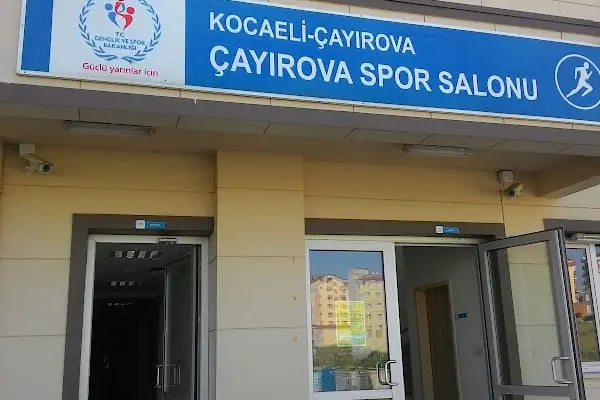 T.C.
GENÇLİK VE SPOR
BAKANLIĞI
Güçlü yarınlar için
KOCAELİ-ÇAYIROVA
ÇAYIROVA SPOR SALONU